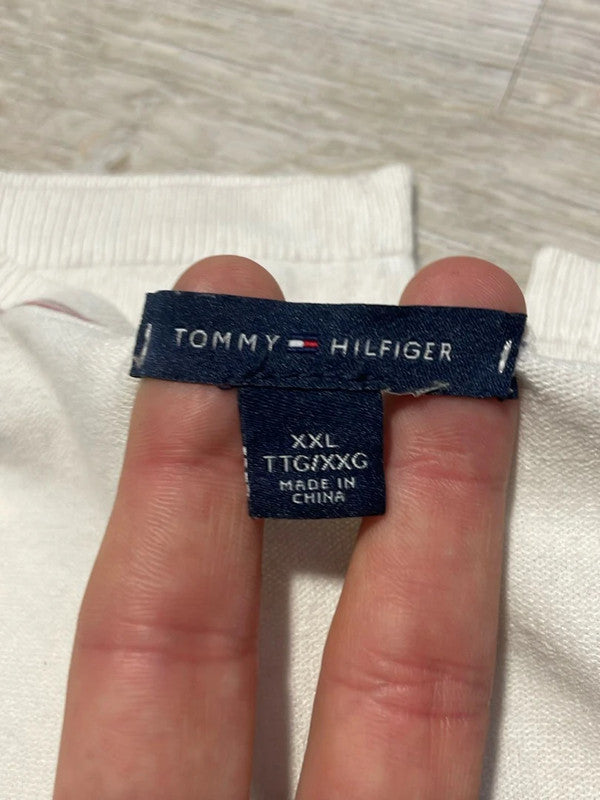 TOMMY HILFIGER
XXL
TTG/XXG
MADE IN
CHINA